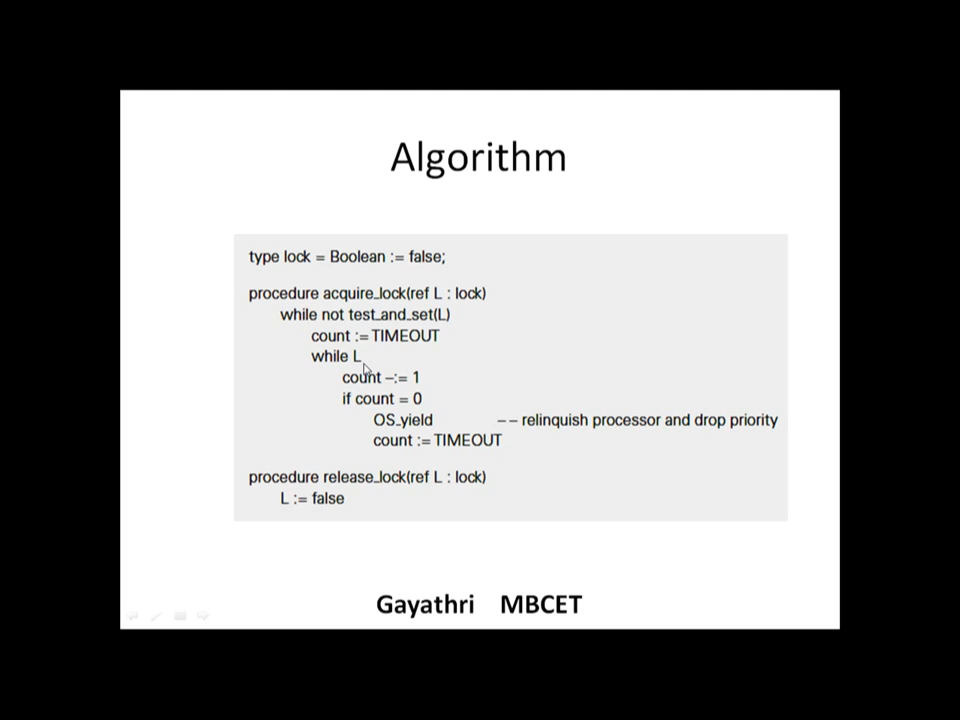 Algorithm
type lock = Boolean := false;
procedure acquire_lock(ref L : lock)
while not test_and_set(L)
count := TIMEOUT
while L
count –:= 1
if count = 0
OS_yield – – relinquish processor and drop priority
count := TIMEOUT
procedure release_lock(ref L : lock)
L := false
Gayathri MBCET